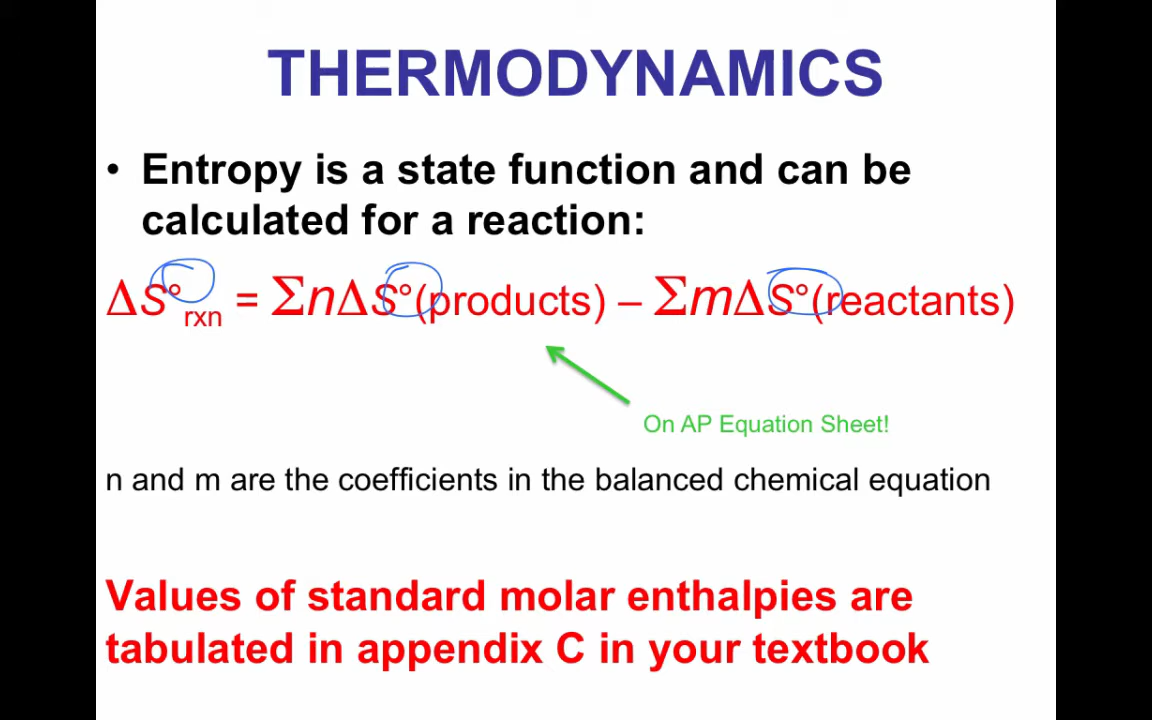 THERMODYNAMICS
• Entropy is a state function and can be
calculated for a reaction:
ΔS°rxn = ΣnΔS°(products) – ΣmΔS°(reactants)
On AP Equation Sheet!
n and m are the coefficients in the balanced chemical equation
Values of standard molar enthalpies are
tabulated in appendix C in your textbook